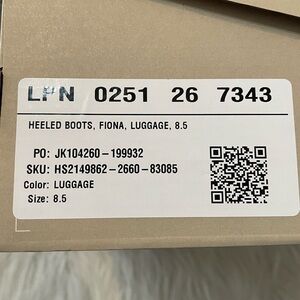 LPN 0251 26 7343
HEELED BOOTS, FIONA, LUGGAGE, 8.5
PO: JK104260-199932
SKU: HS2149862-2660-83085
Color: LUGGAGE
Size: 8.5